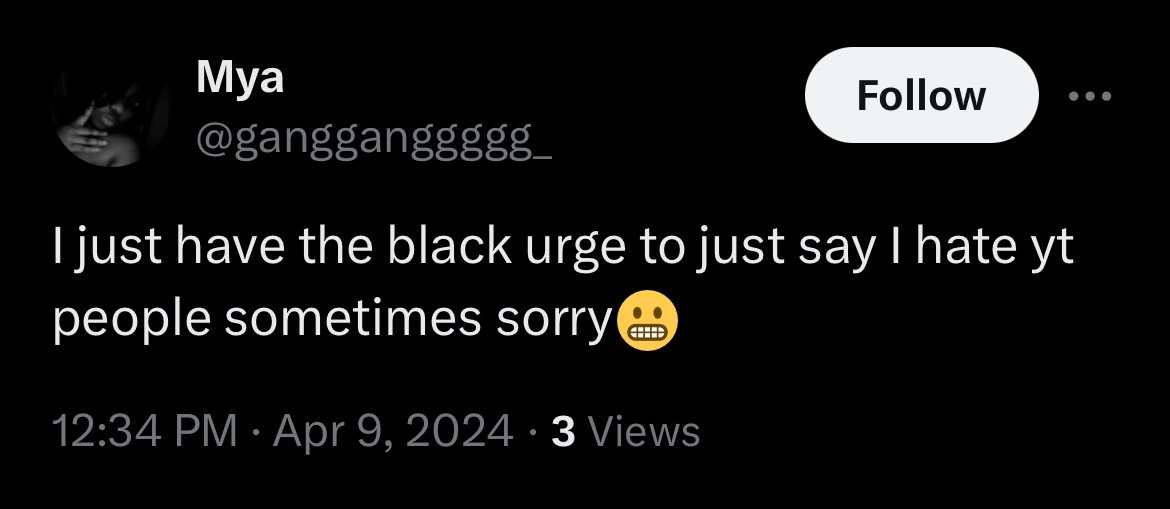 Mya
@gangganggggg_
Follow
I just have the black urge to just say I hate yt
people sometimes sorry😬
12:34 PM · Apr 9, 2024 · 3 Views